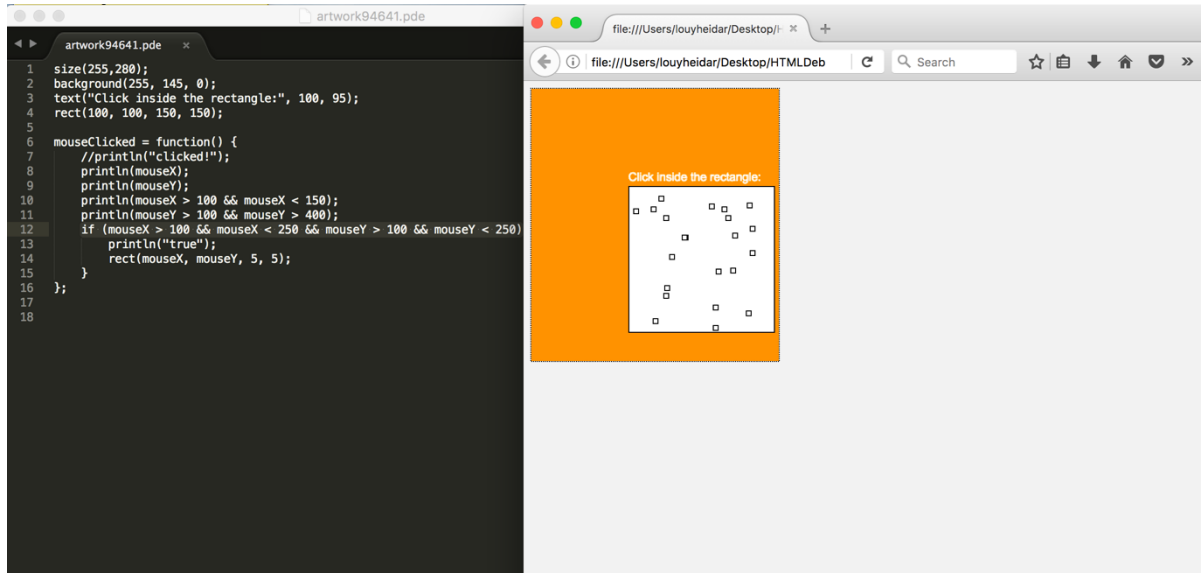 artwork94641.pde
artwork94641.pde ×
1 size(255,280);
2 background(255, 145, 0);
3 text("Click inside the rectangle:", 100, 95);
4 rect(100, 100, 150, 150);
5
6 mouseClicked = function() {
7 //println("clicked!");
8 println(mouseX);
9 println(mouseY);
10 println(mouseX > 100 && mouseX < 150);
11 println(mouseY > 100 && mouseY > 400);
12 if (mouseX > 100 && mouseX < 250 && mouseY > 100 && mouseY < 250)
13 println("true");
14 rect(mouseX, mouseY, 5, 5);
15 }
16 };
17
18
file:///Users/louyheidar/Desktop/H × +
file:///Users/louyheidar/Desktop/HTMLDeb
Search
Click inside the rectangle: